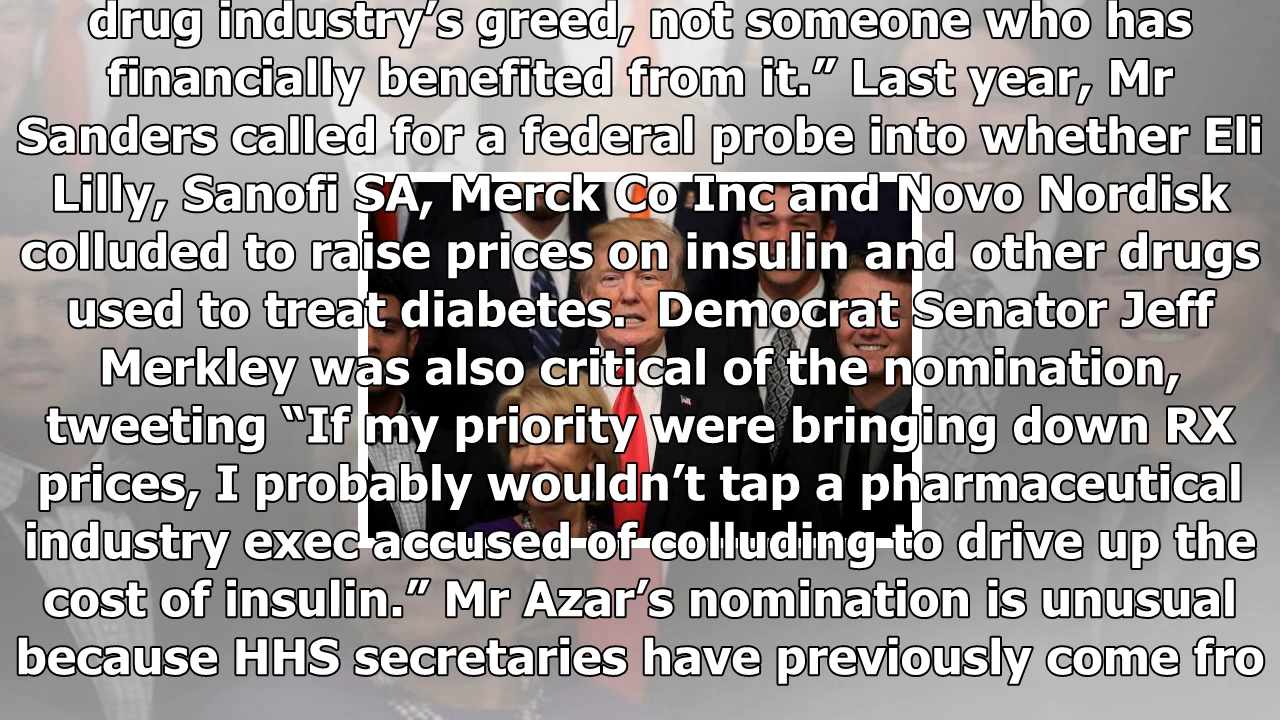 drug industry’s greed, not someone who has
financially benefited from it.” Last year, Mr
Sanders called for a federal probe into whether Eli
Lilly, Sanofi SA, Merck Co Inc and Novo Nordisk
colluded to raise prices on insulin and other drugs
used to treat diabetes.  Democrat Senator Jeff
Merkley was also critical of the nomination,
tweeting “If my priority were bringing down RX
prices, I probably wouldn’t tap a pharmaceutical
industry exec accused of colluding to drive up the
cost of insulin.” Mr Azar’s nomination is unusual
because HHS secretaries have previously come fro